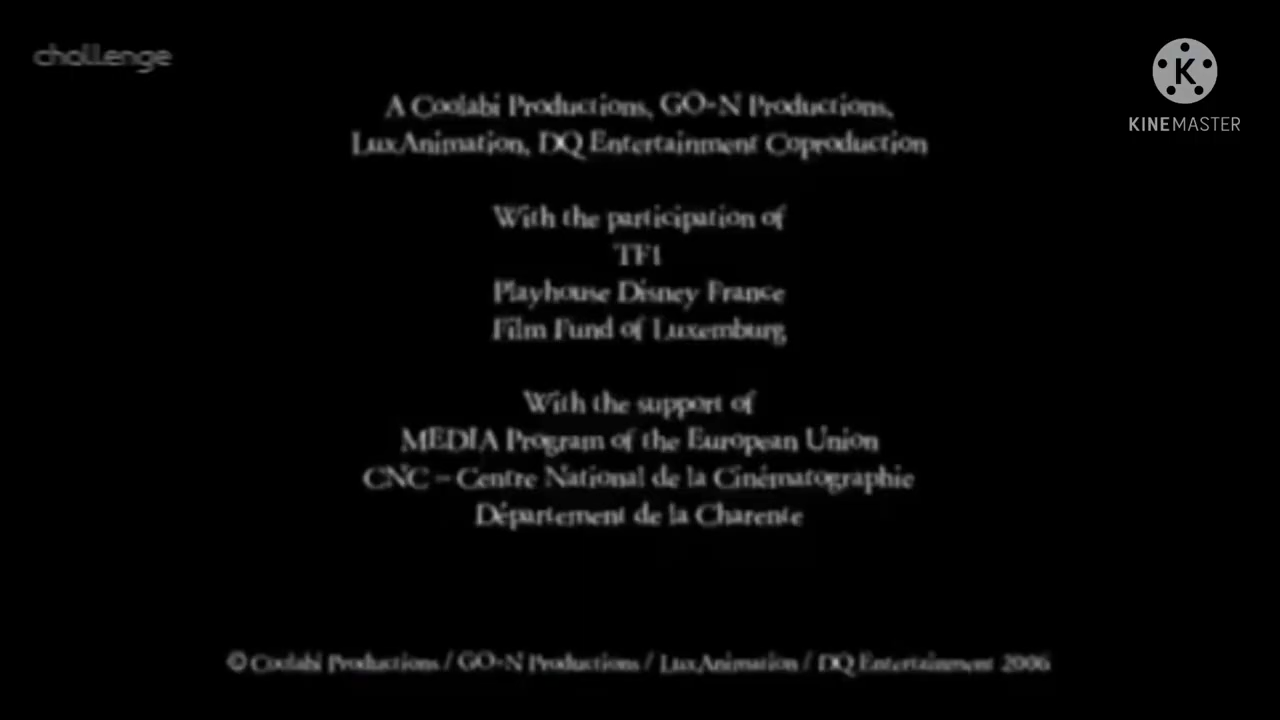 challenge
K
KINEMASTER
A Coolabi Productions, GO-N Productions,
LuxAnimation, DQ Entertainment Coproduction
With the participation of
TF1
Playhouse Disney France
Film Fund of Luxemburg
With the support of
MEDIA Program of the European Union
CNC - Centre National de la Cinématographie
Département de la Charente
© Coolabi Productions / GO-N Productions / LuxAnimation / DQ Entertainment 2006